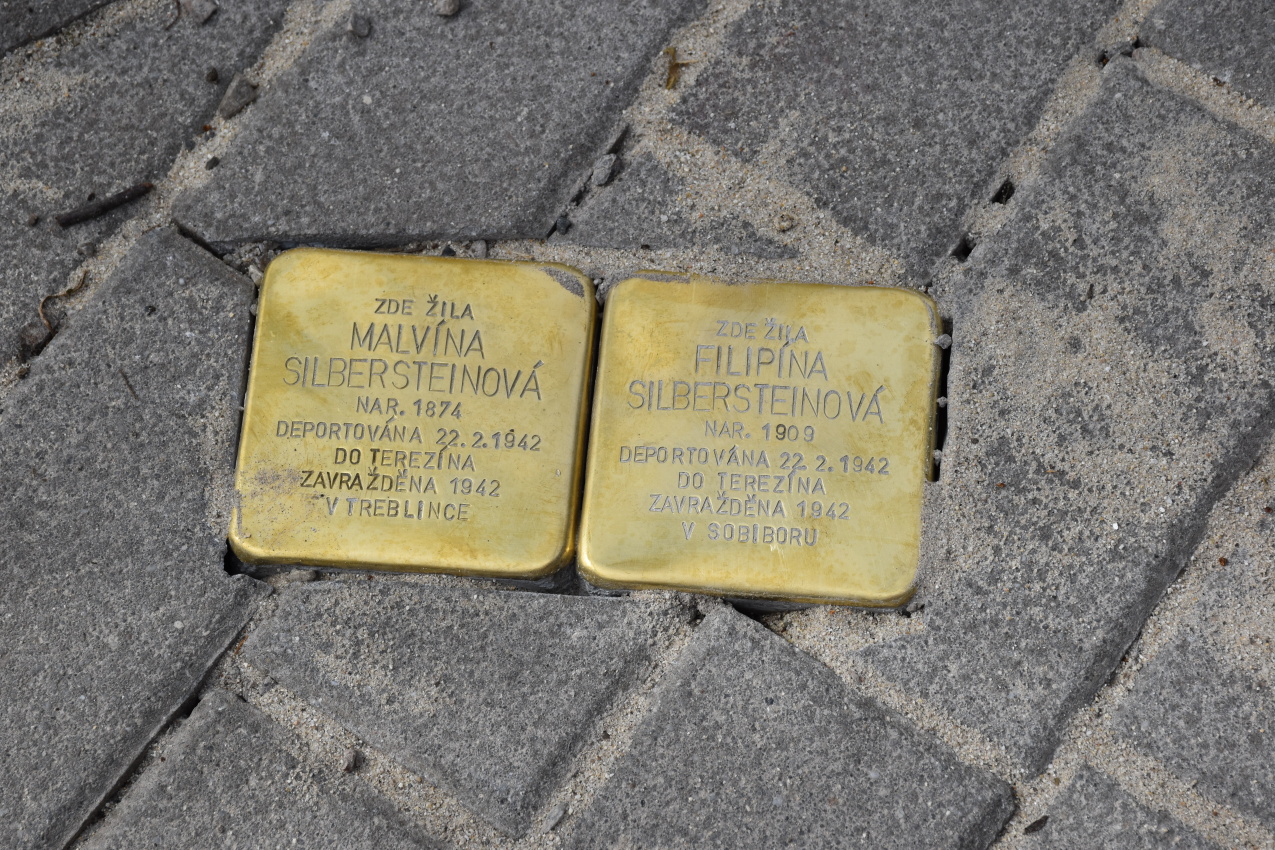 ZDE ŽILA
MALVÍNA
SILBERSTEINOVÁ
NAR. 1874
DEPORTOVÁNA 22.2.1942
DO TEREZÍNA
ZAVRAŽDĚNA 1942
V TREBLINCE
ZDE ŽILA
FILIPÍNA
SILBERSTEINOVÁ
NAR. 1909
DEPORTOVÁNA 22.2.1942
DO TEREZÍNA
ZAVRAŽDĚNA 1942
V SOBIBORU